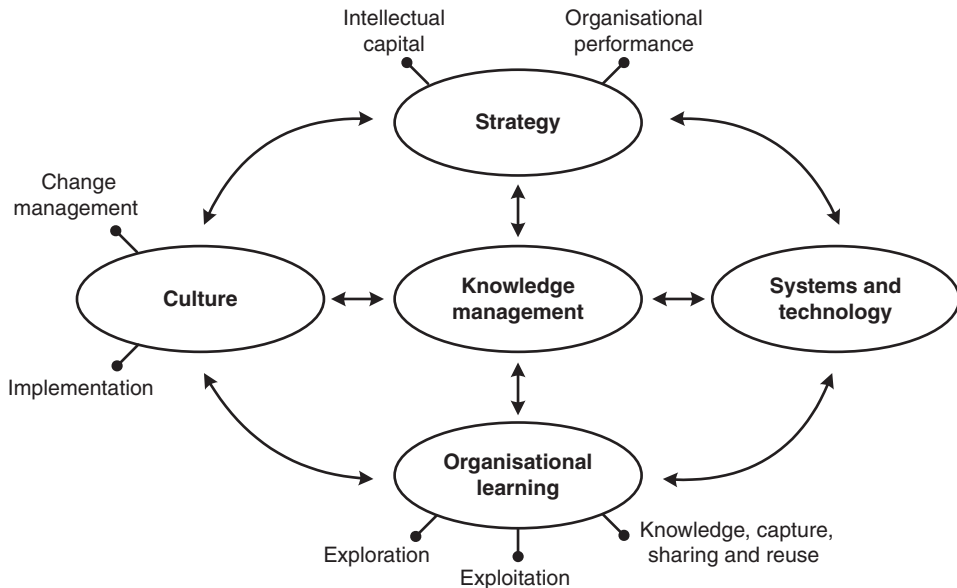 Intellectual
capital
Organisational
performance
Strategy
Change
management
Culture
Knowledge
management
Systems and
technology
Implementation
Organisational
learning
Exploration
Exploitation
Knowledge, capture,
sharing and reuse